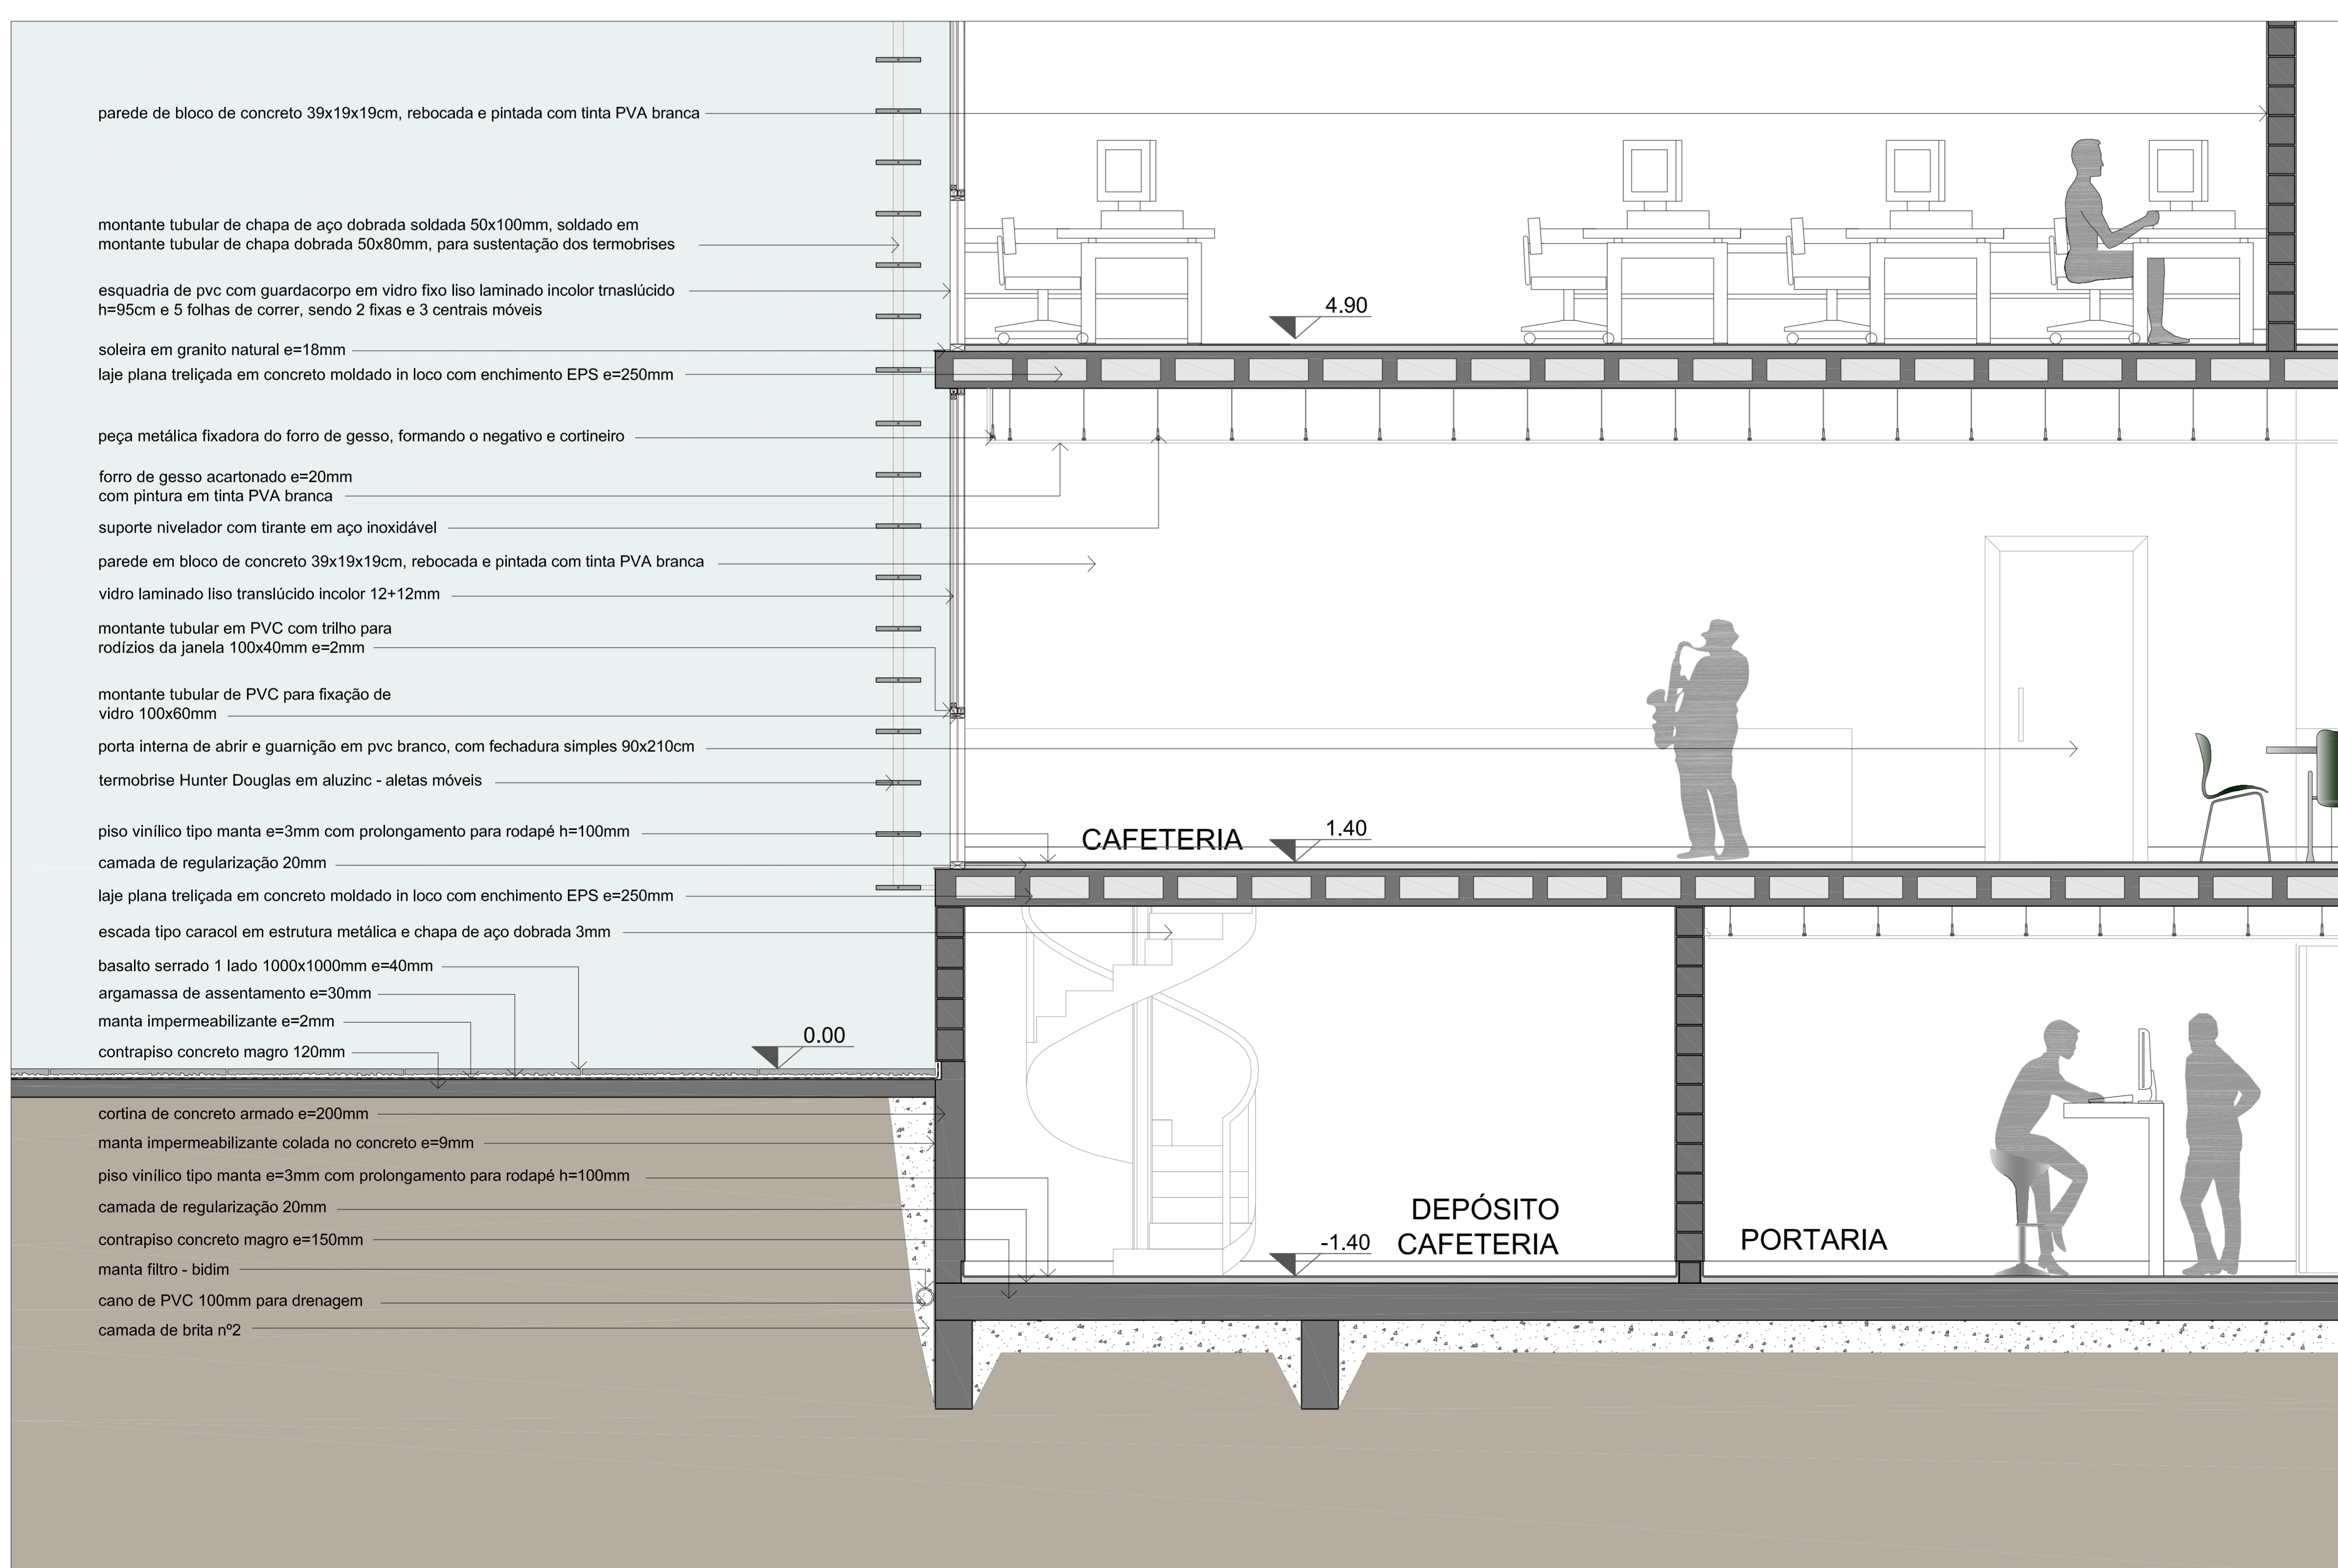 parede de bloco de concreto 39x19x19cm, rebocada e pintada com tinta PVA branca
montante tubular de chapa de aço dobrada soldada 50x100mm, soldado em
montante tubular de chapa dobrada 50x80mm, para sustentação dos termobrises
esquadria de pvc com guardacorpo em vidro fixo liso laminado incolor trnaslúcido
h=95cm e 5 folhas de correr, sendo 2 fixas e 3 centrais móveis
4.90
soleira em granito natural e=18mm
laje plana treliçada em concreto moldado in loco com enchimento EPS e=250mm
peça metálica fixadora do forro de gesso, formando o negativo e cortineiro
forro de gesso acartonado e=20mm
com pintura em tinta PVA branca
suporte nivelador com tirante em aço inoxidável
parede em bloco de concreto 39x19x19cm, rebocada e pintada com tinta PVA branca
vidro laminado liso translúcido incolor 12+12mm
montante tubular em PVC com trilho para
rodízios da janela 100x40mm e=2mm
montante tubular de PVC para fixação de
vidro 100x60mm
porta interna de abrir e guarnição em pvc branco, com fechadura simples 90x210cm
termobrise Hunter Douglas em aluzinc - aletas móveis
piso vinílico tipo manta e=3mm com prolongamento para rodapé h=100mm
CAFETERIA
1.40
camada de regularização 20mm
laje plana treliçada em concreto moldado in loco com enchimento EPS e=250mm
escada tipo caracol em estrutura metálica e chapa de aço dobrada 3mm
basalto serrado 1 lado 1000x1000mm e=40mm
argamassa de assentamento e=30mm
manta impermeabilizante e=2mm
0.00
contrapiso concreto magro 120mm
cortina de concreto armado e=200mm
manta impermeabilizante colada no concreto e=9mm
piso vinílico tipo manta e=3mm com prolongamento para rodapé h=100mm
camada de regularização 20mm
contrapiso concreto magro e=150mm
manta filtro - bidim
cano de PVC 100mm para drenagem
camada de brita nº2
DEPÓSITO
CAFETERIA
-1.40
PORTARIA